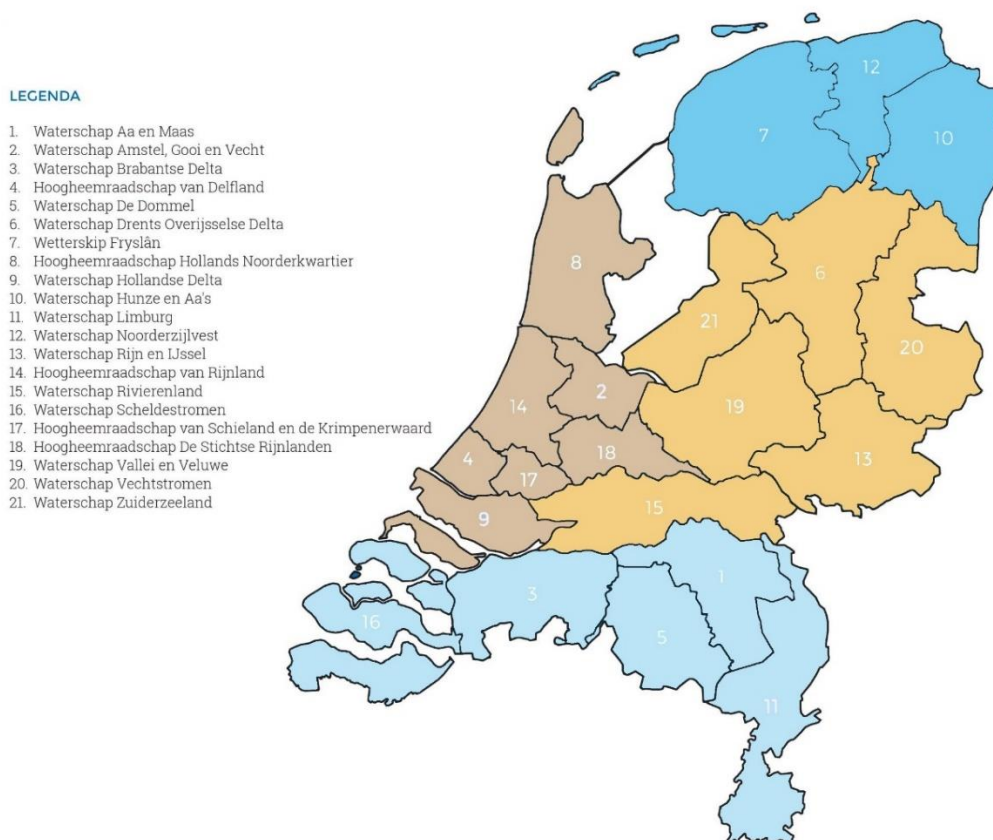 LEGENDA
1. Waterschap Aa en Maas
2. Waterschap Amstel, Gooi en Vecht
3. Waterschap Brabantse Delta
4. Hoogheemraadschap van Delfland
5. Waterschap De Dommel
6. Waterschap Drents Overijsselse Delta
7. Wetterskip Fryslân
8. Hoogheemraadschap Hollands Noorderkwartier
9. Waterschap Hollandse Delta
10. Waterschap Hunze en Aa's
11. Waterschap Limburg
12. Waterschap Noorderzijlvest
13. Waterschap Rijn en IJssel
14. Hoogheemraadschap van Rijnland
15. Waterschap Rivierenland
16. Waterschap Scheldestromen
17. Hoogheemraadschap van Schieland en de Krimpenerwaard
18. Hoogheemraadschap De Stichtse Rijnlanden
19. Waterschap Vallei en Veluwe
20. Waterschap Vechtstromen
21. Waterschap Zuiderzeeland
12
7
10
8
6
21
20
2
14
19
18
4
17
13
15
9
1
3
16
5
11